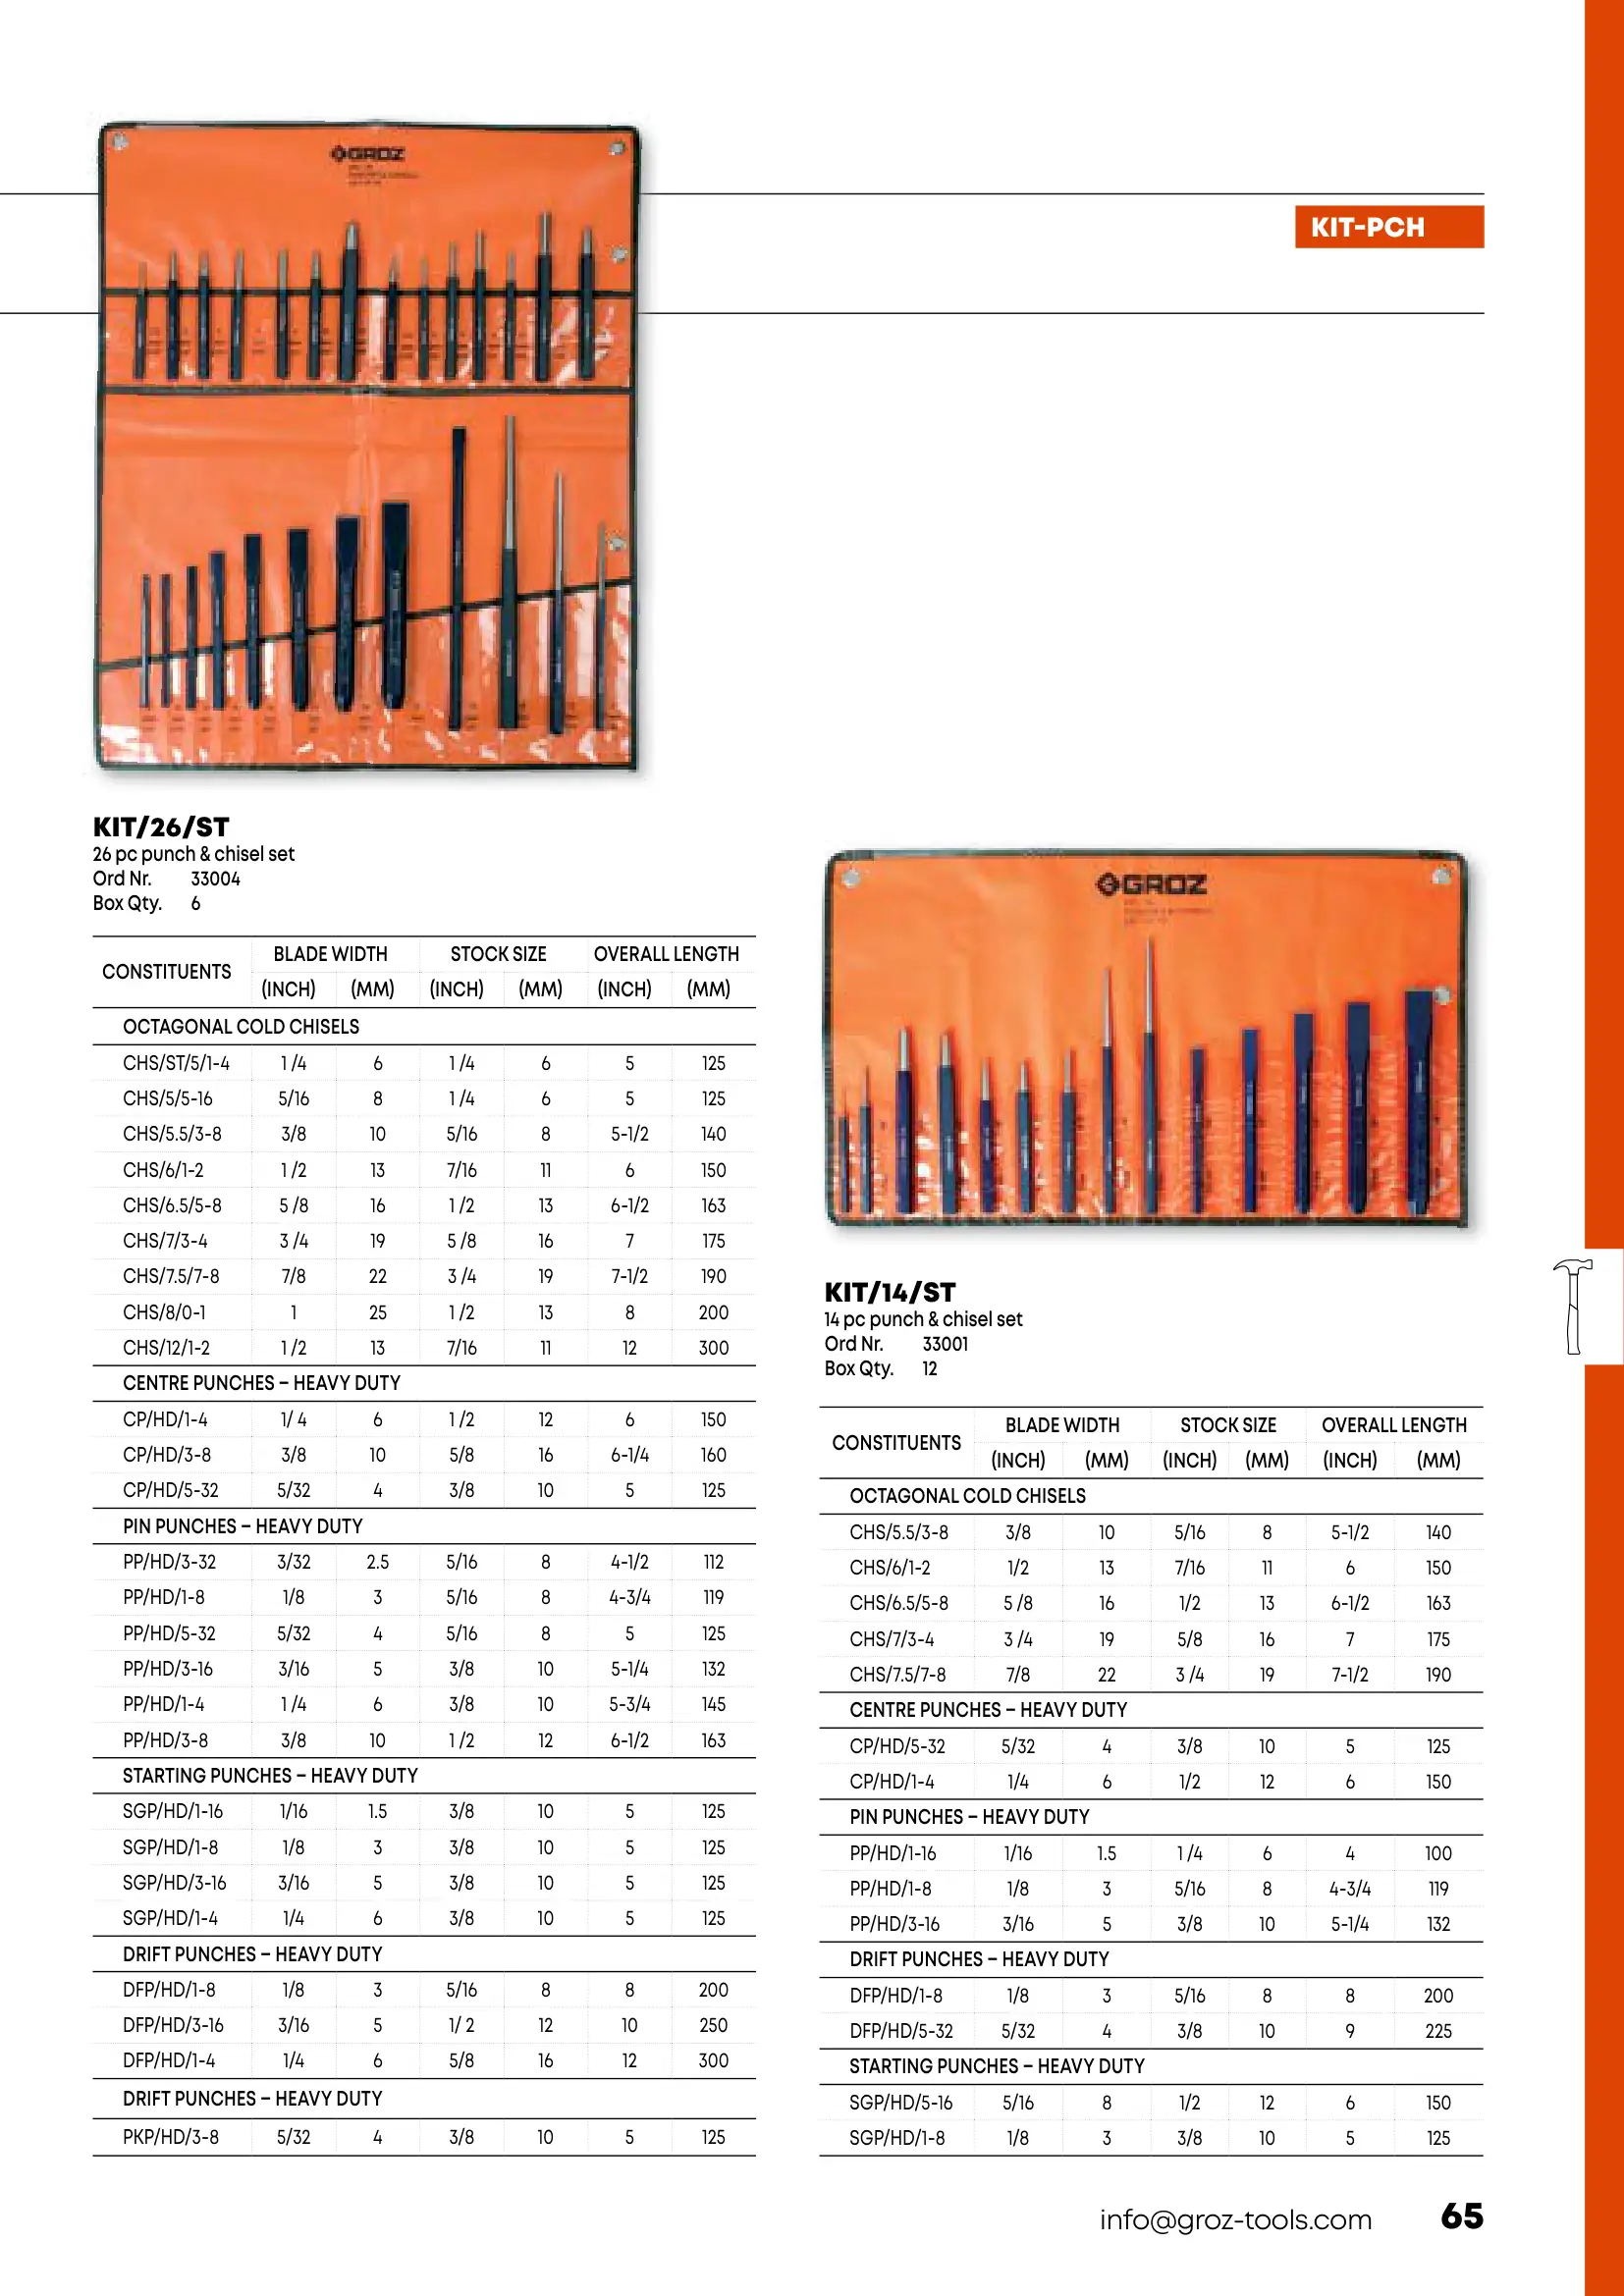 GROZ
KIT-PCH
KIT/26/ST
26 pc punch & chisel set
Ord Nr. 33004
Box Qty. 6
CONSTITUENTS BLADE WIDTH STOCK SIZE OVERALL LENGTH
(INCH) (MM) (INCH) (MM) (INCH) (MM)
OCTAGONAL COLD CHISELS
CHS/ST/5/1-4 1 /4 6 1 /4 6 5 125
CHS/5/5-16 5/16 8 1 /4 6 5 125
CHS/5.5/3-8 3/8 10 5/16 8 5-1/2 140
CHS/6/1-2 1 /2 13 7/16 11 6 150
CHS/6.5/5-8 5 /8 16 1 /2 13 6-1/2 163
CHS/7/3-4 3 /4 19 5 /8 16 7 175
CHS/7.5/7-8 7/8 22 3 /4 19 7-1/2 190
CHS/8/0-1 1 25 1 /2 13 8 200
CHS/12/1-2 1 /2 13 7/16 11 12 300
CENTRE PUNCHES – HEAVY DUTY
CP/HD/1-4 1/ 4 6 1 /2 12 6 150
CP/HD/3-8 3/8 10 5/8 16 6-1/4 160
CP/HD/5-32 5/32 4 3/8 10 5 125
PIN PUNCHES – HEAVY DUTY
PP/HD/3-32 3/32 2.5 5/16 8 4-1/2 112
PP/HD/1-8 1/8 3 5/16 8 4-3/4 119
PP/HD/5-32 5/32 4 5/16 8 5 125
PP/HD/3-16 3/16 5 3/8 10 5-1/4 132
PP/HD/1-4 1 /4 6 3/8 10 5-3/4 145
PP/HD/3-8 3/8 10 1 /2 12 6-1/2 163
STARTING PUNCHES – HEAVY DUTY
SGP/HD/1-16 1/16 1.5 3/8 10 5 125
SGP/HD/1-8 1/8 3 3/8 10 5 125
SGP/HD/3-16 3/16 5 3/8 10 5 125
SGP/HD/1-4 1/4 6 3/8 10 5 125
DRIFT PUNCHES – HEAVY DUTY
DFP/HD/1-8 1/8 3 5/16 8 8 200
DFP/HD/3-16 3/16 5 1/ 2 12 10 250
DFP/HD/1-4 1/4 6 5/8 16 12 300
DRIFT PUNCHES – HEAVY DUTY
PKP/HD/3-8 5/32 4 3/8 10 5 125
GROZ
KIT/14/ST
14 pc punch & chisel set
Ord Nr. 33001
Box Qty. 12
CONSTITUENTS BLADE WIDTH STOCK SIZE OVERALL LENGTH
(INCH) (MM) (INCH) (MM) (INCH) (MM)
OCTAGONAL COLD CHISELS
CHS/5.5/3-8 3/8 10 5/16 8 5-1/2 140
CHS/6/1-2 1/2 13 7/16 11 6 150
CHS/6.5/5-8 5 /8 16 1/2 13 6-1/2 163
CHS/7/3-4 3 /4 19 5/8 16 7 175
CHS/7.5/7-8 7/8 22 3 /4 19 7-1/2 190
CENTRE PUNCHES – HEAVY DUTY
CP/HD/5-32 5/32 4 3/8 10 5 125
CP/HD/1-4 1/4 6 1/2 12 6 150
PIN PUNCHES – HEAVY DUTY
PP/HD/1-16 1/16 1.5 1 /4 6 4 100
PP/HD/1-8 1/8 3 5/16 8 4-3/4 119
PP/HD/3-16 3/16 5 3/8 10 5-1/4 132
DRIFT PUNCHES – HEAVY DUTY
DFP/HD/1-8 1/8 3 5/16 8 8 200
DFP/HD/5-32 5/32 4 3/8 10 9 225
STARTING PUNCHES – HEAVY DUTY
SGP/HD/5-16 5/16 8 1/2 12 6 150
SGP/HD/1-8 1/8 3 3/8 10 5 125
info@groz-tools.com 65